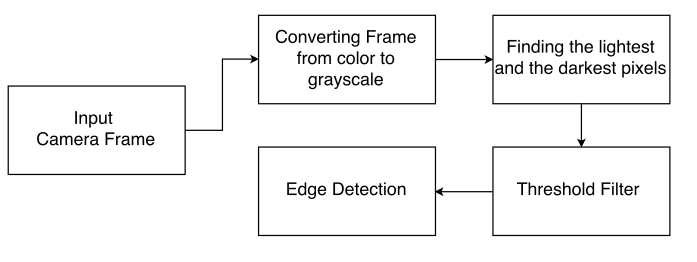 Input
Camera Frame
Converting Frame
from color to
grayscale
Finding the lightest
and the darkest pixels
Threshold Filter
Edge Detection